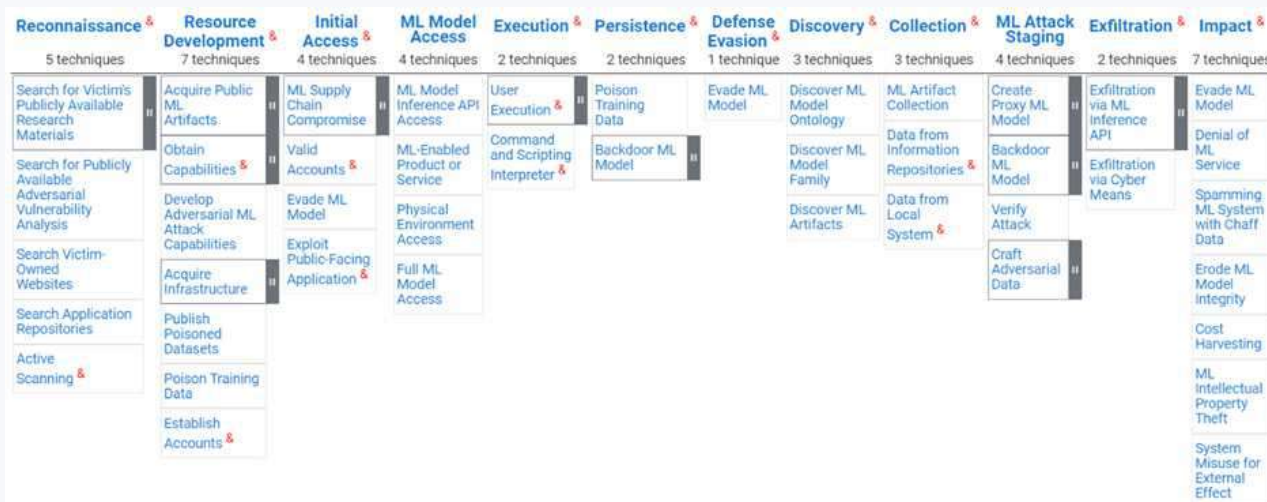 Reconnaissance &
5 techniques
Search for Victim's
Publicly Available
Research
Materials
Search for Publicly
Available
Adversarial
Vulnerability
Analysis
Search Victim-
Owned
Websites
Search Application
Repositories
Active
Scanning &
Resource
Development &
7 techniques
Acquire Public
ML
Artifacts
Obtain
Capabilities &
Develop
Adversarial ML
Attack
Capabilities
Acquire
Infrastructure
Publish
Poisoned
Datasets
Poison Training
Data
Establish
Accounts &
Initial
Access &
4 techniques
ML Supply
Chain
Compromise
Valid
Accounts &
Evade ML
Model
Exploit
Public-Facing
Application &
ML Model
Access
4 techniques
ML Model
Inference API
Access
ML-Enabled
Product or
Service
Physical
Environment
Access
Full ML
Model
Access
Execution &
2 techniques
User
Execution &
Command
and Scripting
Interpreter &
Persistence &
2 techniques
Poison
Training
Data
Backdoor ML
Model
Defense
Evasion &
1 technique
Evade ML
Model
Discovery &
3 techniques
Discover ML
Model
Ontology
Discover ML
Model
Family
Discover ML
Artifacts
Collection &
3 techniques
ML Artifact
Collection
Data from
Information
Repositories &
Data from
Local
System &
ML Attack
Staging
4 techniques
Create
Proxy ML
Model
Backdoor
ML
Model
Verify
Attack
Craft
Adversarial
Data
Exfiltration &
2 techniques
Exfiltration
via ML
Inference
API
Exfiltration
via Cyber
Means
Impact &
7 techniques
Evade ML
Model
Denial of
ML
Service
Spamming
ML System
with Chaff
Data
Erode ML
Model
Integrity
Cost
Harvesting
ML
Intellectual
Property
Theft
System
Misuse for
External
Effect